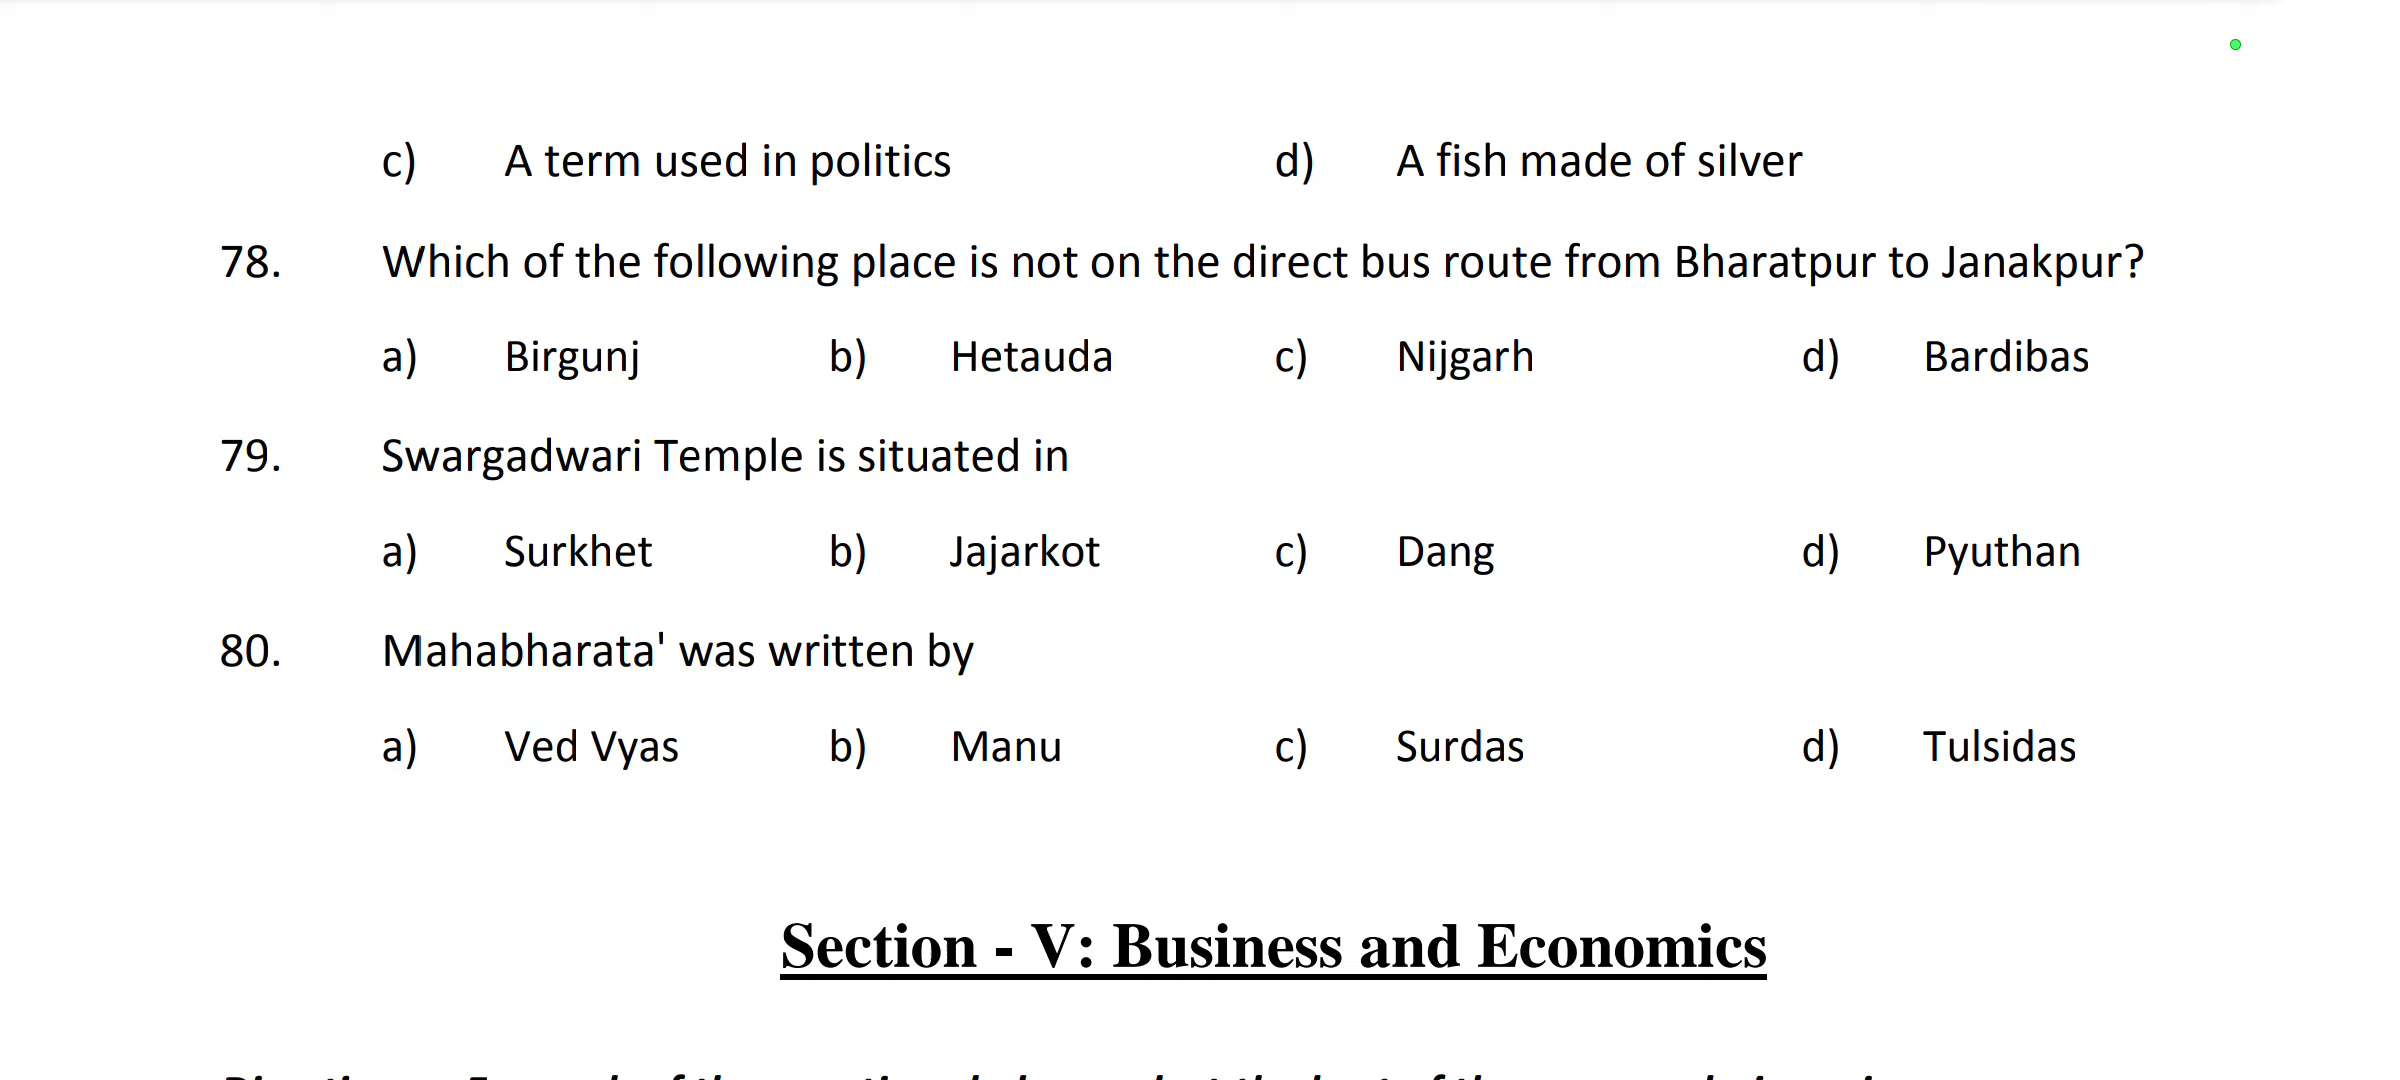 c) A term used in politics d) A fish made of silver
78. Which of the following place is not on the direct bus route from Bharatpur to Janakpur?
a) Birgunj b) Hetauda c) Nijgarh d) Bardibas
79. Swargadwari Temple is situated in
a) Surkhet b) Jajarkot c) Dang d) Pyuthan
80. Mahabharata' was written by
a) Ved Vyas b) Manu c) Surdas d) Tulsidas
Section - V: Business and Economics